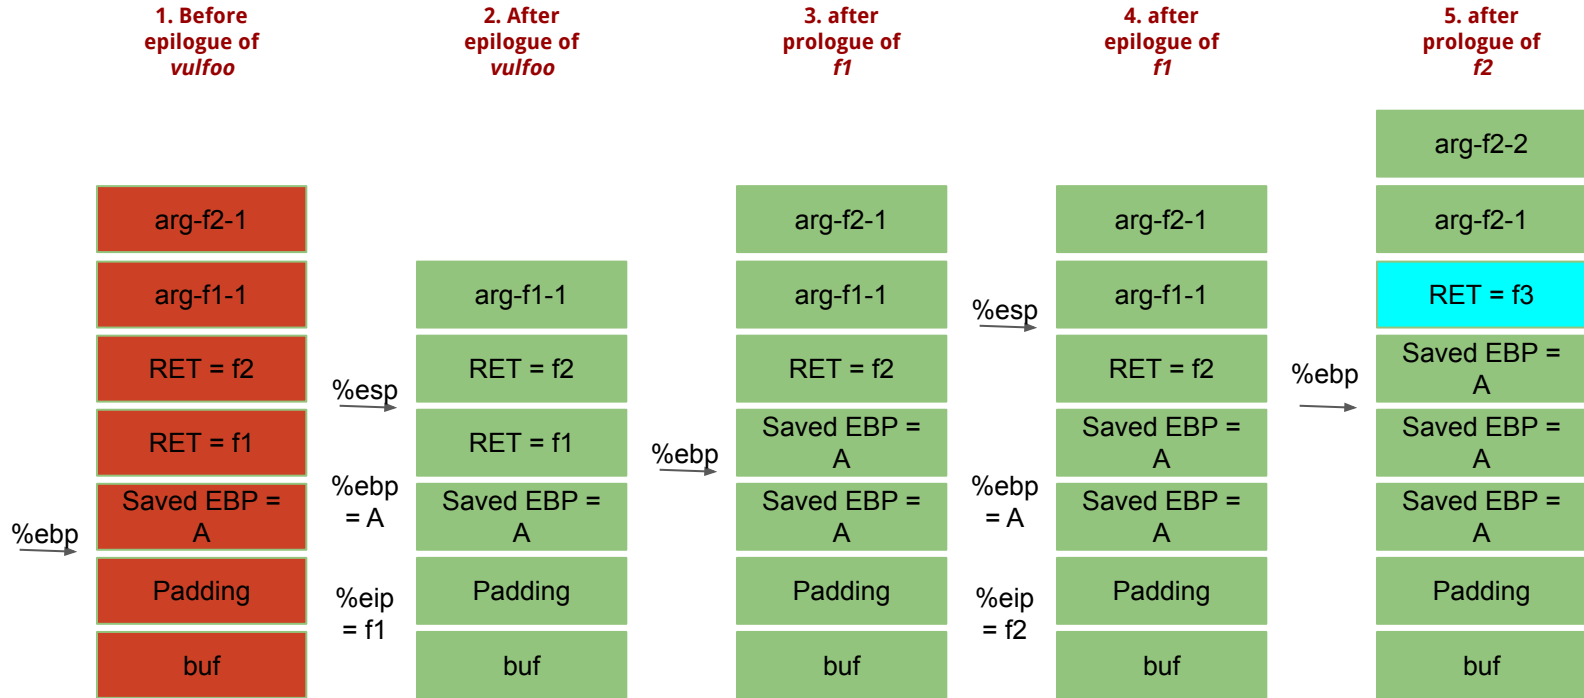 1. Before
epilogue of
vulfoo
2. After
epilogue of
vulfoo
3. after
prologue of
f1
4. after
epilogue of
f1
5. after
prologue of
f2
arg-f2-1
arg-f1-1
RET = f2
RET = f1
Saved EBP =
A
Padding
buf
%ebp
arg-f1-1
RET = f2
RET = f1
Saved EBP =
A
Padding
buf
%esp
%ebp
= A
%eip
= f1
arg-f2-1
arg-f1-1
RET = f2
Saved EBP =
A
Saved EBP =
A
Padding
buf
%ebp
arg-f2-1
arg-f1-1
RET = f2
Saved EBP =
A
Saved EBP =
A
Padding
buf
%esp
%ebp
= A
%eip
= f2
arg-f2-2
arg-f2-1
RET = f3
Saved EBP =
A
Saved EBP =
A
Saved EBP =
A
Padding
buf
%ebp